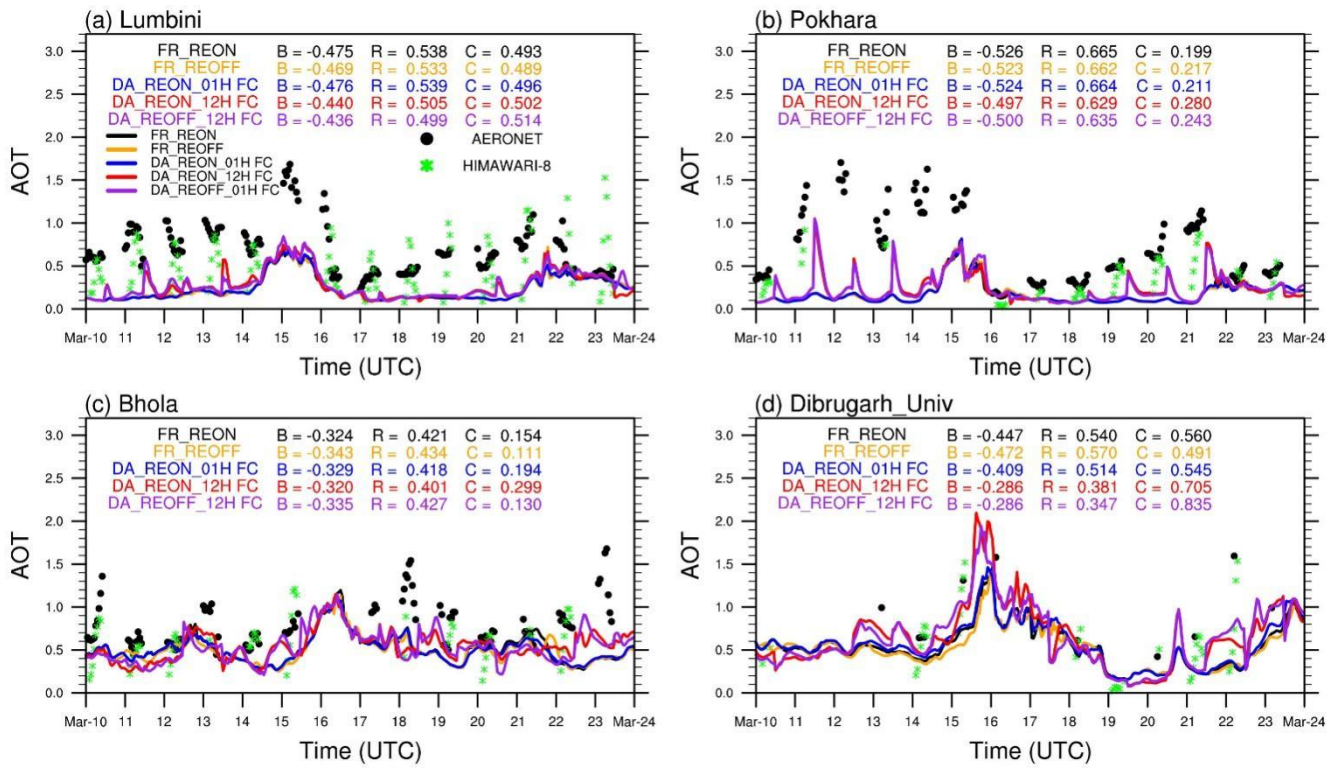 (a) Lumbini
FR_REON B = -0.475 R = 0.538 C = 0.493
FR_REOFF B = -0.469 R = 0.533 C = 0.489
DA_REON_01H FC B = -0.476 R = 0.539 C = 0.496
DA_REON_12H FC B = -0.440 R = 0.505 C = 0.502
DA_REOFF_12H FC B = -0.436 R = 0.499 C = 0.514
FR_REON
FR_REOFF
DA_REON_01H FC
DA_REON_12H FC
DA_REOFF_01H FC
AERONET
HIMAWARI-8
AOT
3.0
2.5
2.0
1.5
1.0
0.5
0.0
Mar-10 11 12 13 14 15 16 17 18 19 20 21 22 23 Mar-24
Time (UTC)
(b) Pokhara
FR_REON B = -0.526 R = 0.665 C = 0.199
FR_REOFF B = -0.523 R = 0.662 C = 0.217
DA_REON_01H FC B = -0.524 R = 0.664 C = 0.211
DA_REON_12H FC B = -0.497 R = 0.629 C = 0.280
DA_REOFF_12H FC B = -0.500 R = 0.635 C = 0.243
AOT
3.0
2.5
2.0
1.5
1.0
0.5
0.0
Mar-10 11 12 13 14 15 16 17 18 19 20 21 22 23 Mar-24
Time (UTC)
(c) Bhola
FR_REON B = -0.324 R = 0.421 C = 0.154
FR_REOFF B = -0.343 R = 0.434 C = 0.111
DA_REON_01H FC B = -0.329 R = 0.418 C = 0.194
DA_REON_12H FC B = -0.320 R = 0.401 C = 0.299
DA_REOFF_12H FC B = -0.335 R = 0.427 C = 0.130
AOT
3.0
2.5
2.0
1.5
1.0
0.5
0.0
Mar-10 11 12 13 14 15 16 17 18 19 20 21 22 23 Mar-24
Time (UTC)
(d) Dibrugarh_Univ
FR_REON B = -0.447 R = 0.540 C = 0.560
FR_REOFF B = -0.472 R = 0.570 C = 0.491
DA_REON_01H FC B = -0.409 R = 0.514 C = 0.545
DA_REON_12H FC B = -0.286 R = 0.381 C = 0.705
DA_REOFF_12H FC B = -0.286 R = 0.347 C = 0.835
AOT
3.0
2.5
2.0
1.5
1.0
0.5
0.0
Mar-10 11 12 13 14 15 16 17 18 19 20 21 22 23 Mar-24
Time (UTC)